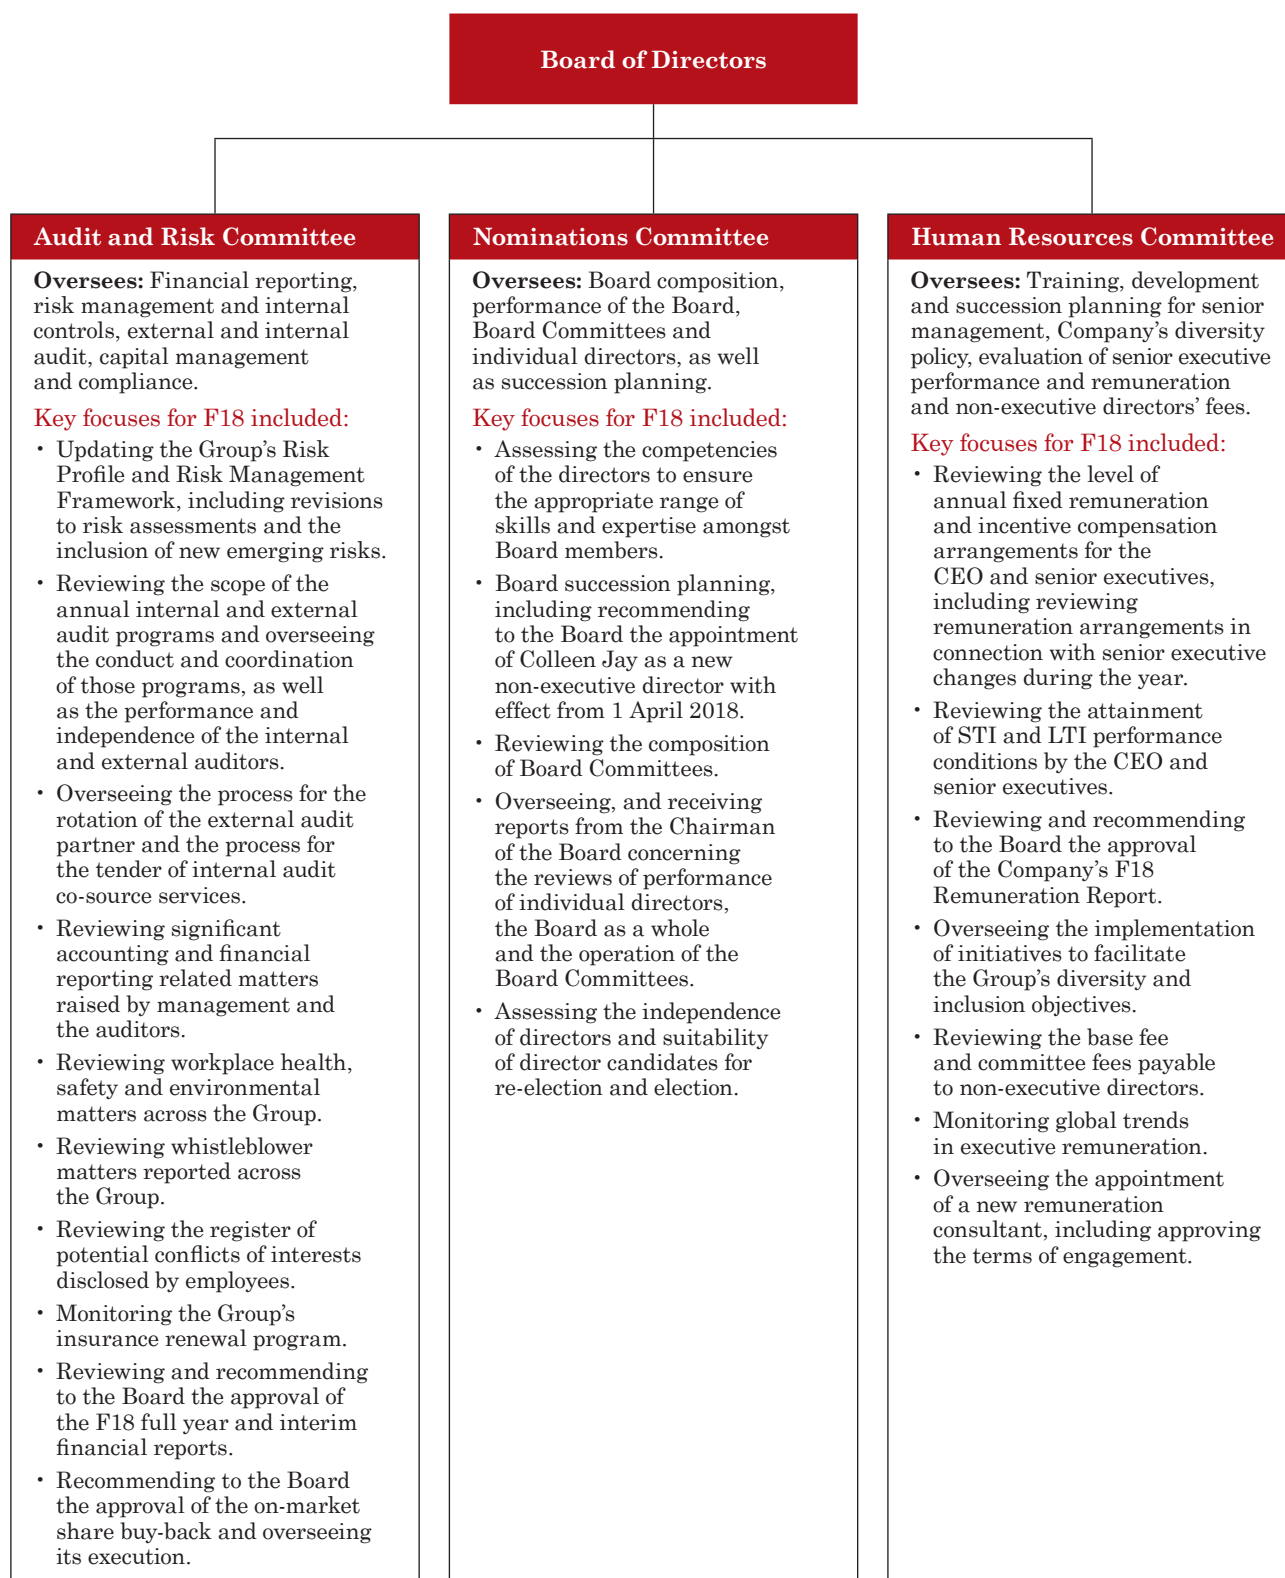 Board of Directors
Audit and Risk Committee
Oversees: Financial reporting,
risk management and internal
controls, external and internal
audit, capital management
and compliance.
Key focuses for F18 included:
• Updating the Group's Risk
Profile and Risk Management
Framework, including revisions
to risk assessments and the
inclusion of new emerging risks.
• Reviewing the scope of the
annual internal and external
audit programs and overseeing
the conduct and coordination
of those programs, as well
as the performance and
independence of the internal
and external auditors.
• Overseeing the process for the
rotation of the external audit
partner and the process for
the tender of internal audit
co-source services.
• Reviewing significant
accounting and financial
reporting related matters
raised by management and
the auditors.
• Reviewing workplace health,
safety and environmental
matters across the Group.
• Reviewing whistleblower
matters reported across
the Group.
• Reviewing the register of
potential conflicts of interests
disclosed by employees.
• Monitoring the Group's
insurance renewal program.
• Reviewing and recommending
to the Board the approval of
the F18 full year and interim
financial reports.
• Recommending to the Board
the approval of the on-market
share buy-back and overseeing
its execution.
Nominations Committee
Oversees: Board composition,
performance of the Board,
Board Committees and
individual directors, as well
as succession planning.
Key focuses for F18 included:
• Assessing the competencies
of the directors to ensure
the appropriate range of
skills and expertise amongst
Board members.
• Board succession planning,
including recommending
to the Board the appointment
of Colleen Jay as a new
non-executive director with
effect from 1 April 2018.
• Reviewing the composition
of Board Committees.
• Overseeing, and receiving
reports from the Chairman
of the Board concerning
the reviews of performance
of individual directors,
the Board as a whole
and the operation of the
Board Committees.
• Assessing the independence
of directors and suitability
of director candidates for
re-election and election.
Human Resources Committee
Oversees: Training, development
and succession planning for senior
management, Company's diversity
policy, evaluation of senior executive
performance and remuneration
and non-executive directors' fees.
Key focuses for F18 included:
• Reviewing the level of
annual fixed remuneration
and incentive compensation
arrangements for the
CEO and senior executives,
including reviewing
remuneration arrangements in
connection with senior executive
changes during the year.
• Reviewing the attainment
of STI and LTI performance
conditions by the CEO and
senior executives.
• Reviewing and recommending
to the Board the approval
of the Company's F18
Remuneration Report.
• Overseeing the implementation
of initiatives to facilitate
the Group's diversity and
inclusion objectives.
• Reviewing the base fee
and committee fees payable
to non-executive directors.
• Monitoring global trends
in executive remuneration.
• Overseeing the appointment
of a new remuneration
consultant, including approving
the terms of engagement.